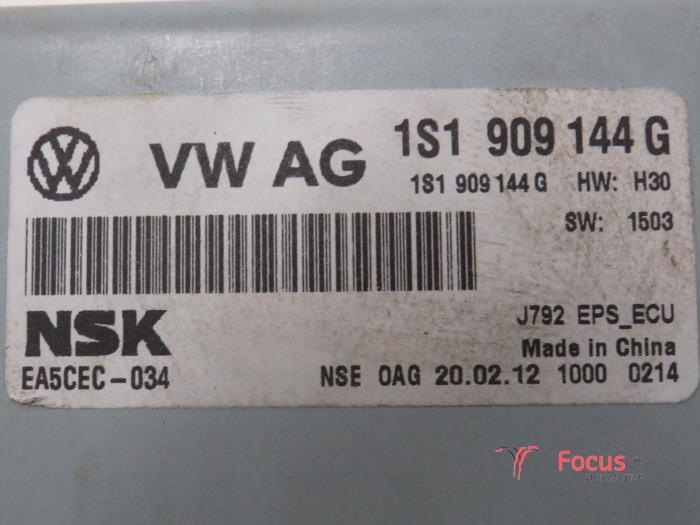 VW AG 1S1 909 144 G
1S1 909 144 G HW: H30
SW: 1503
NSK J792 EPS_ECU
Made in China
EA5CEC-034 NSE OAG 20.02.12 1000 0214
Focus
AUTOMOTIVE